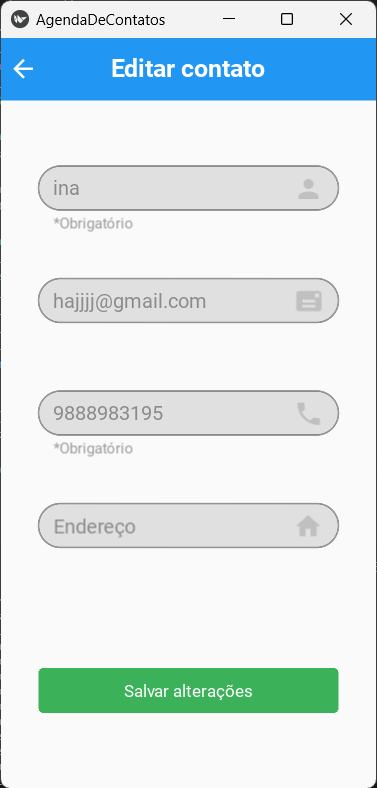 AgendaDeContatos
Editar contato
ina
*Obrigatório
hajjjj@gmail.com
9888983195
*Obrigatório
Endereço
Salvar alterações